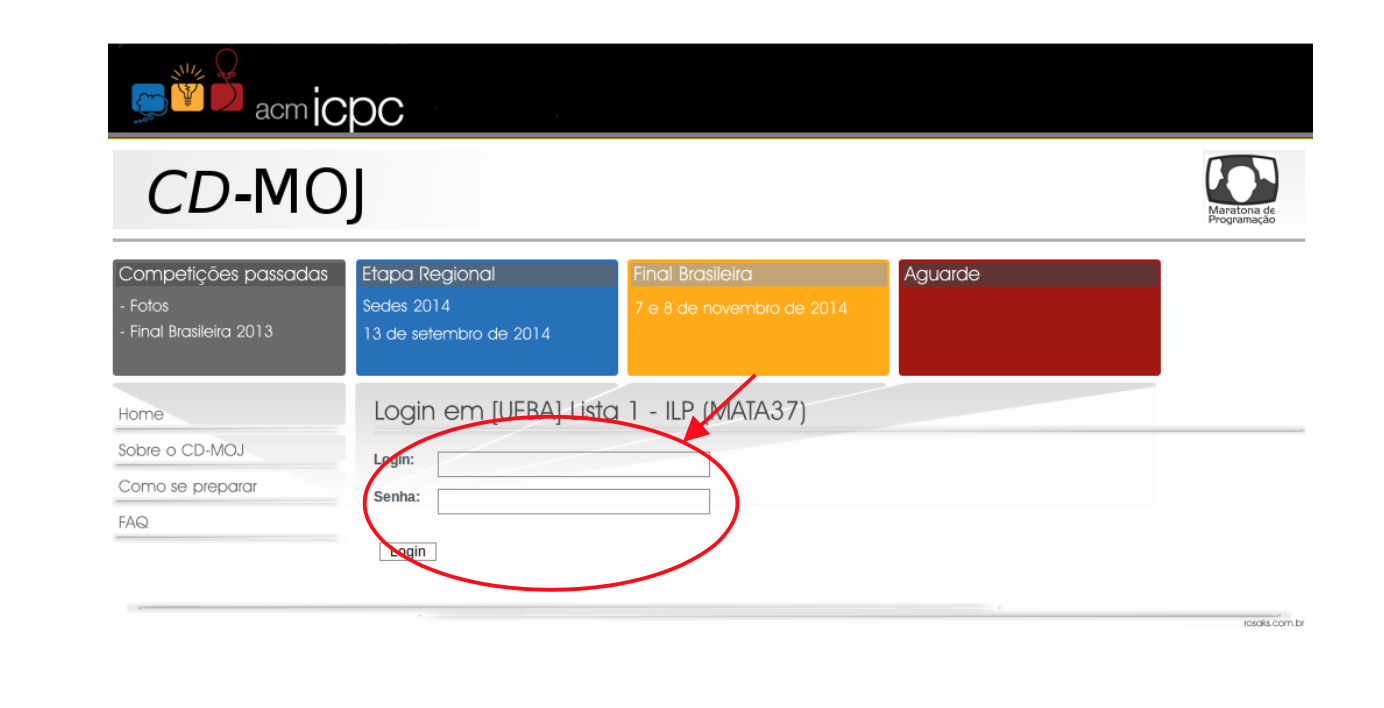 acm icpc
CD-MOJ
Maratona de
Programação
Competições passadas
- Fotos
- Final Brasileira 2013
Etapa Regional
Sedes 2014
13 de setembro de 2014
Final Brasileira
7 e 8 de novembro de 2014
Aguarde
Home
Sobre o CD-MOJ
Como se preparar
FAQ
Login em [UFBA] Lista 1 - ILP (MATA37)
Login:
Senha:
Login
rosaks.com.br